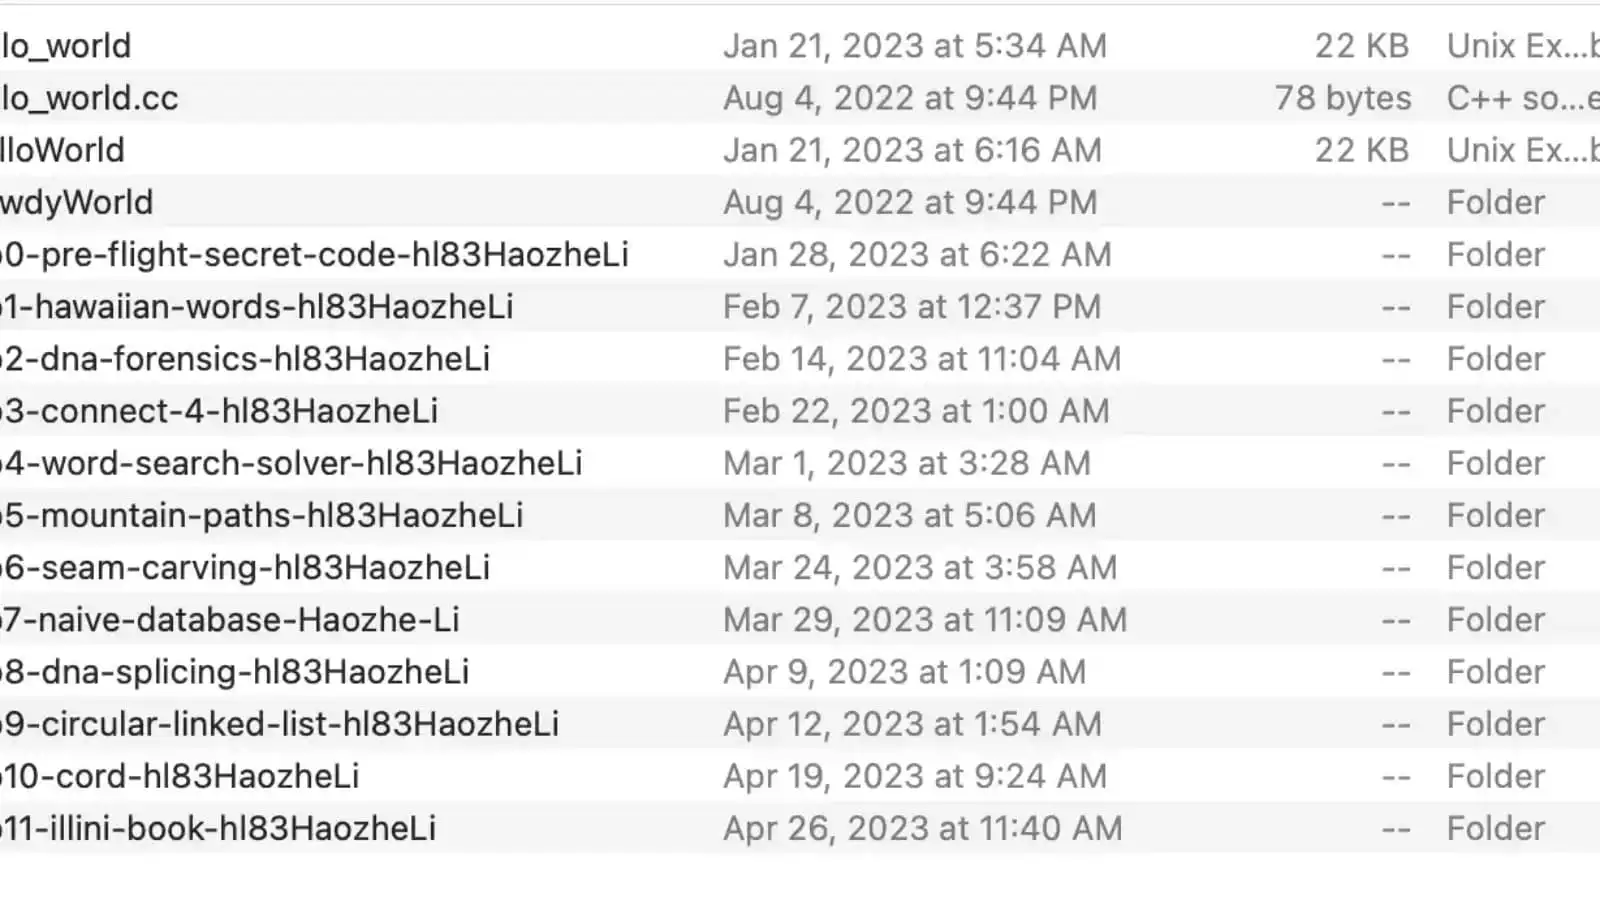 lo_world Jan 21, 2023 at 5:34 AM 22 KB Unix Ex...b
lo_world.cc Aug 4, 2022 at 9:44 PM 78 bytes C++ so...e
lloWorld Jan 21, 2023 at 6:16 AM 22 KB Unix Ex...b
wdyWorld Aug 4, 2022 at 9:44 PM -- Folder
0-pre-flight-secret-code-hl83HaozheLi Jan 28, 2023 at 6:22 AM -- Folder
1-hawaiian-words-hl83HaozheLi Feb 7, 2023 at 12:37 PM -- Folder
2-dna-forensics-hl83HaozheLi Feb 14, 2023 at 11:04 AM -- Folder
3-connect-4-hl83HaozheLi Feb 22, 2023 at 1:00 AM -- Folder
4-word-search-solver-hl83HaozheLi Mar 1, 2023 at 3:28 AM -- Folder
5-mountain-paths-hl83HaozheLi Mar 8, 2023 at 5:06 AM -- Folder
6-seam-carving-hl83HaozheLi Mar 24, 2023 at 3:58 AM -- Folder
7-naive-database-Haozhe-Li Mar 29, 2023 at 11:09 AM -- Folder
8-dna-splicing-hl83HaozheLi Apr 9, 2023 at 1:09 AM -- Folder
9-circular-linked-list-hl83HaozheLi Apr 12, 2023 at 1:54 AM -- Folder
10-cord-hl83HaozheLi Apr 19, 2023 at 9:24 AM -- Folder
11-illini-book-hl83HaozheLi Apr 26, 2023 at 11:40 AM -- Folder